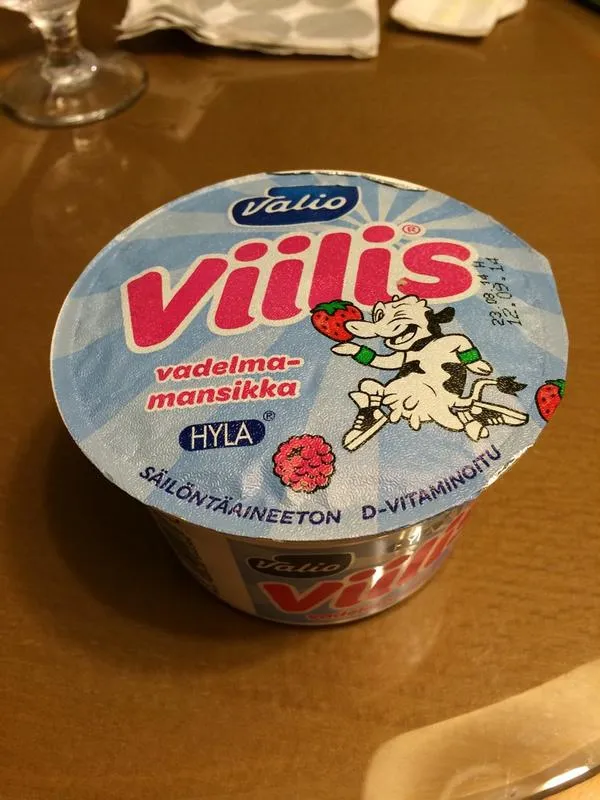 Valio
Viilis®
23.08.14 H
12.09.14
vadelma-
mansikka
HYLA®
SÄILÖNTÄAINEETON D-VITAMINOITU
Valio